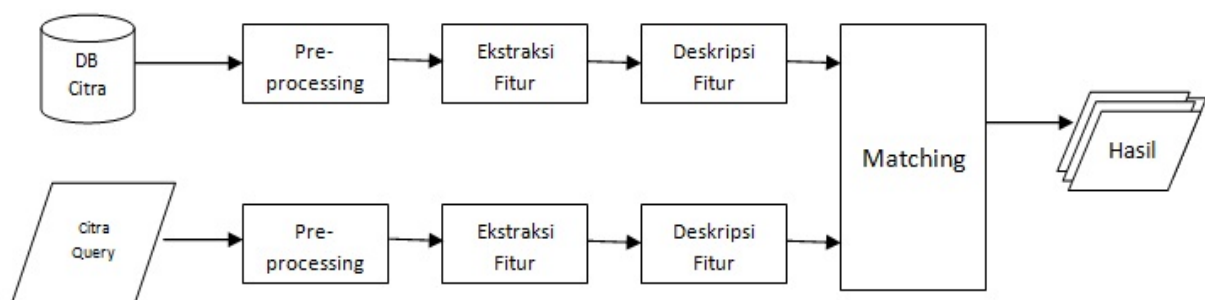 DB
Citra
Pre-
processing
Ekstraksi
Fitur
Deskripsi
Fitur
Matching
Hasil
Citra
Query
Pre-
processing
Ekstraksi
Fitur
Deskripsi
Fitur